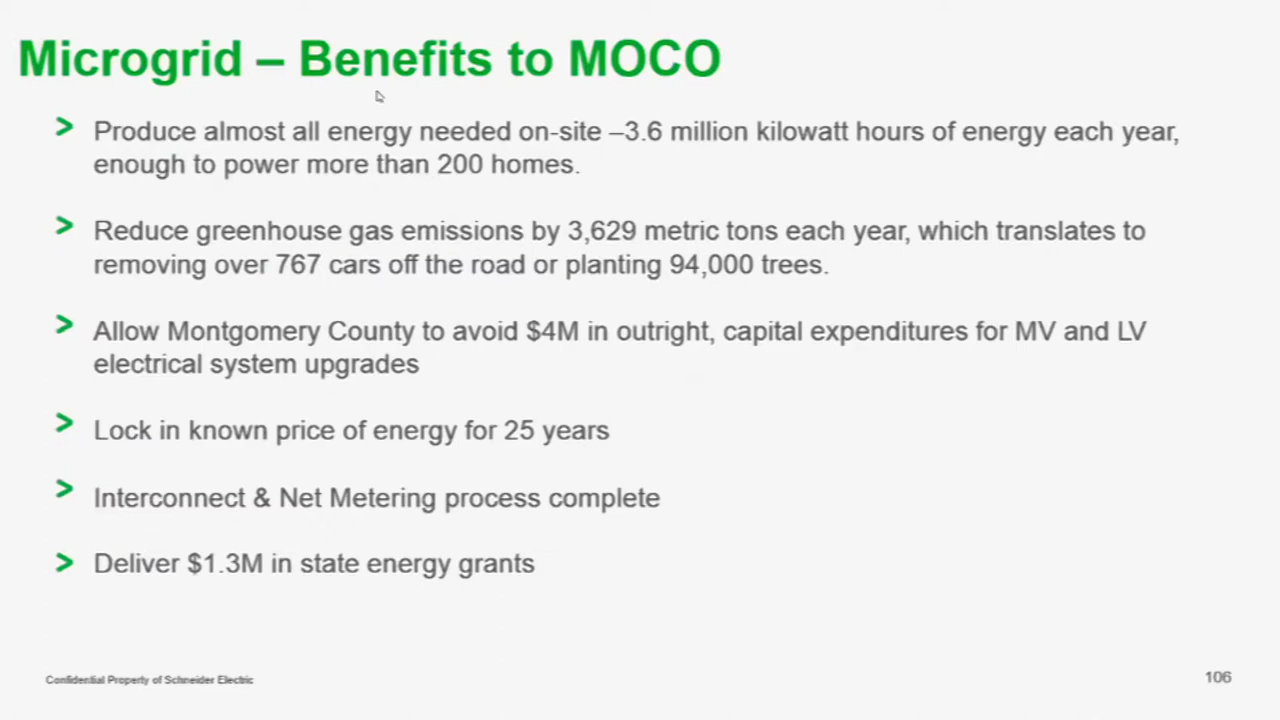 Microgrid – Benefits to MOCO
> Produce almost all energy needed on-site –3.6 million kilowatt hours of energy each year,
enough to power more than 200 homes.
> Reduce greenhouse gas emissions by 3,629 metric tons each year, which translates to
removing over 767 cars off the road or planting 94,000 trees.
> Allow Montgomery County to avoid $4M in outright, capital expenditures for MV and LV
electrical system upgrades
> Lock in known price of energy for 25 years
> Interconnect & Net Metering process complete
> Deliver $1.3M in state energy grants
Confidential Property of Schneider Electric
106